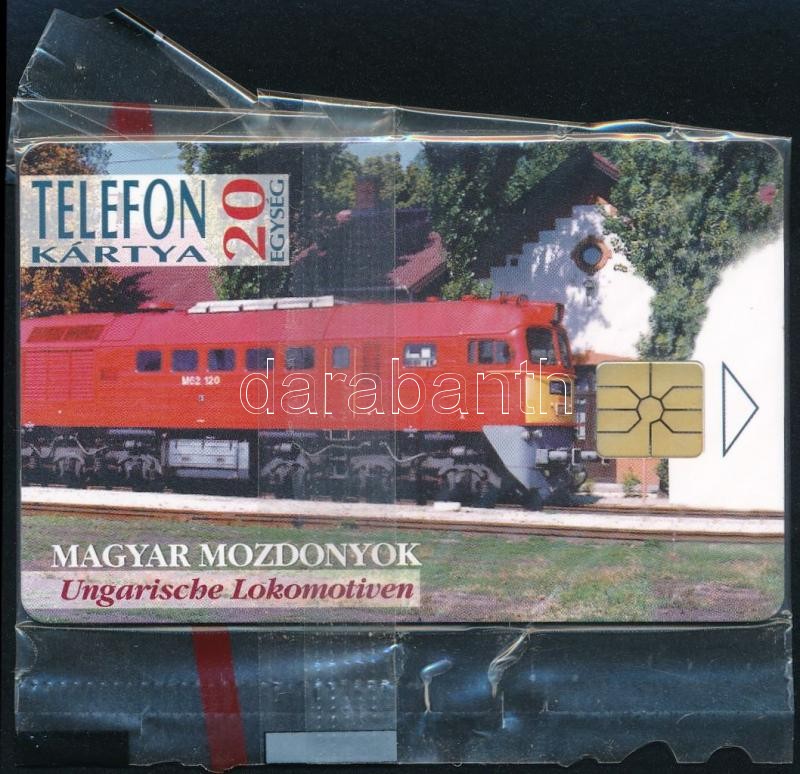 TELEFON
KÁRTYA
20
EGYSÉG
M62 120
darabanth
MAGYAR MOZDONYOK
Ungarische Lokomotiven